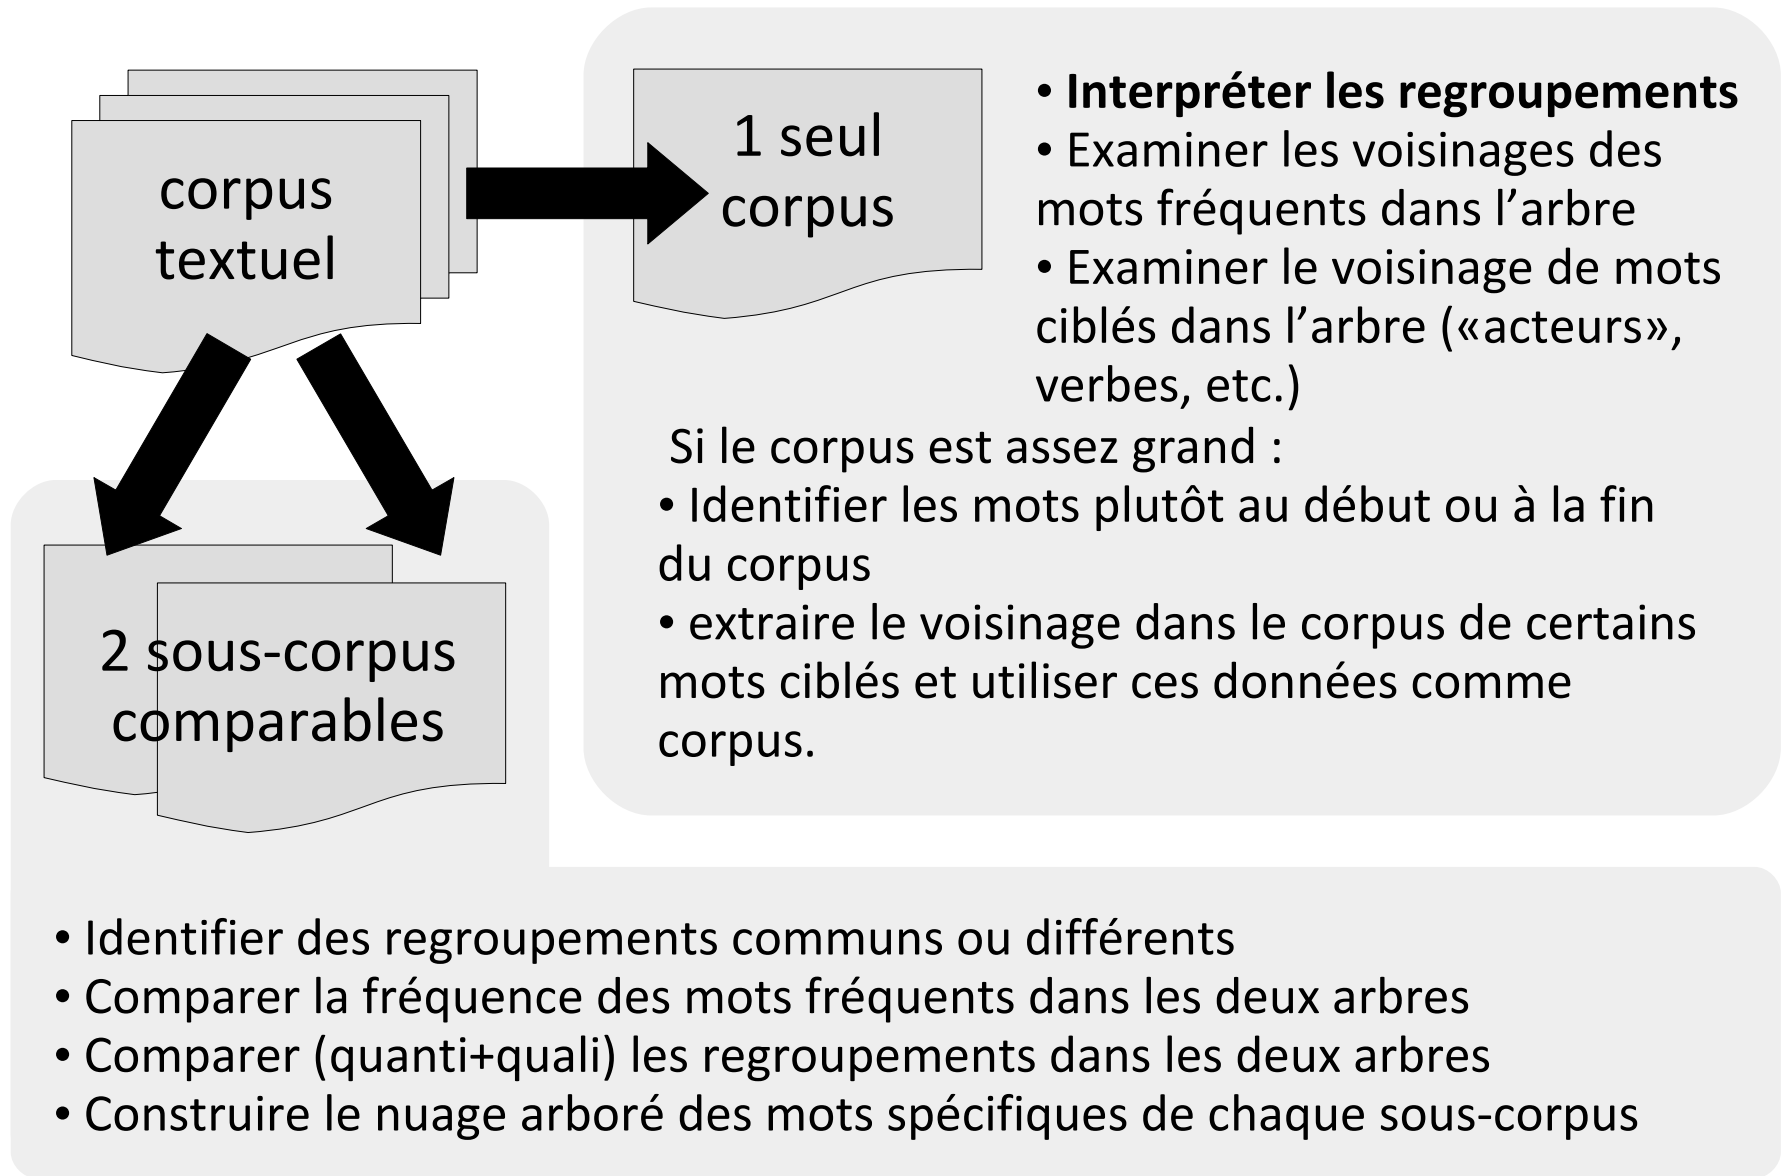 corpus
textuel
1 seul
corpus
• Interpréter les regroupements
• Examiner les voisinages des
mots fréquents dans l’arbre
• Examiner le voisinage de mots
ciblés dans l’arbre («acteurs»,
verbes, etc.)
Si le corpus est assez grand :
• Identifier les mots plutôt au début ou à la fin
du corpus
• extraire le voisinage dans le corpus de certains
mots ciblés et utiliser ces données comme
corpus.
2 sous-corpus
comparables
• Identifier des regroupements communs ou différents
• Comparer la fréquence des mots fréquents dans les deux arbres
• Comparer (quanti+quali) les regroupements dans les deux arbres
• Construire le nuage arboré des mots spécifiques de chaque sous-corpus